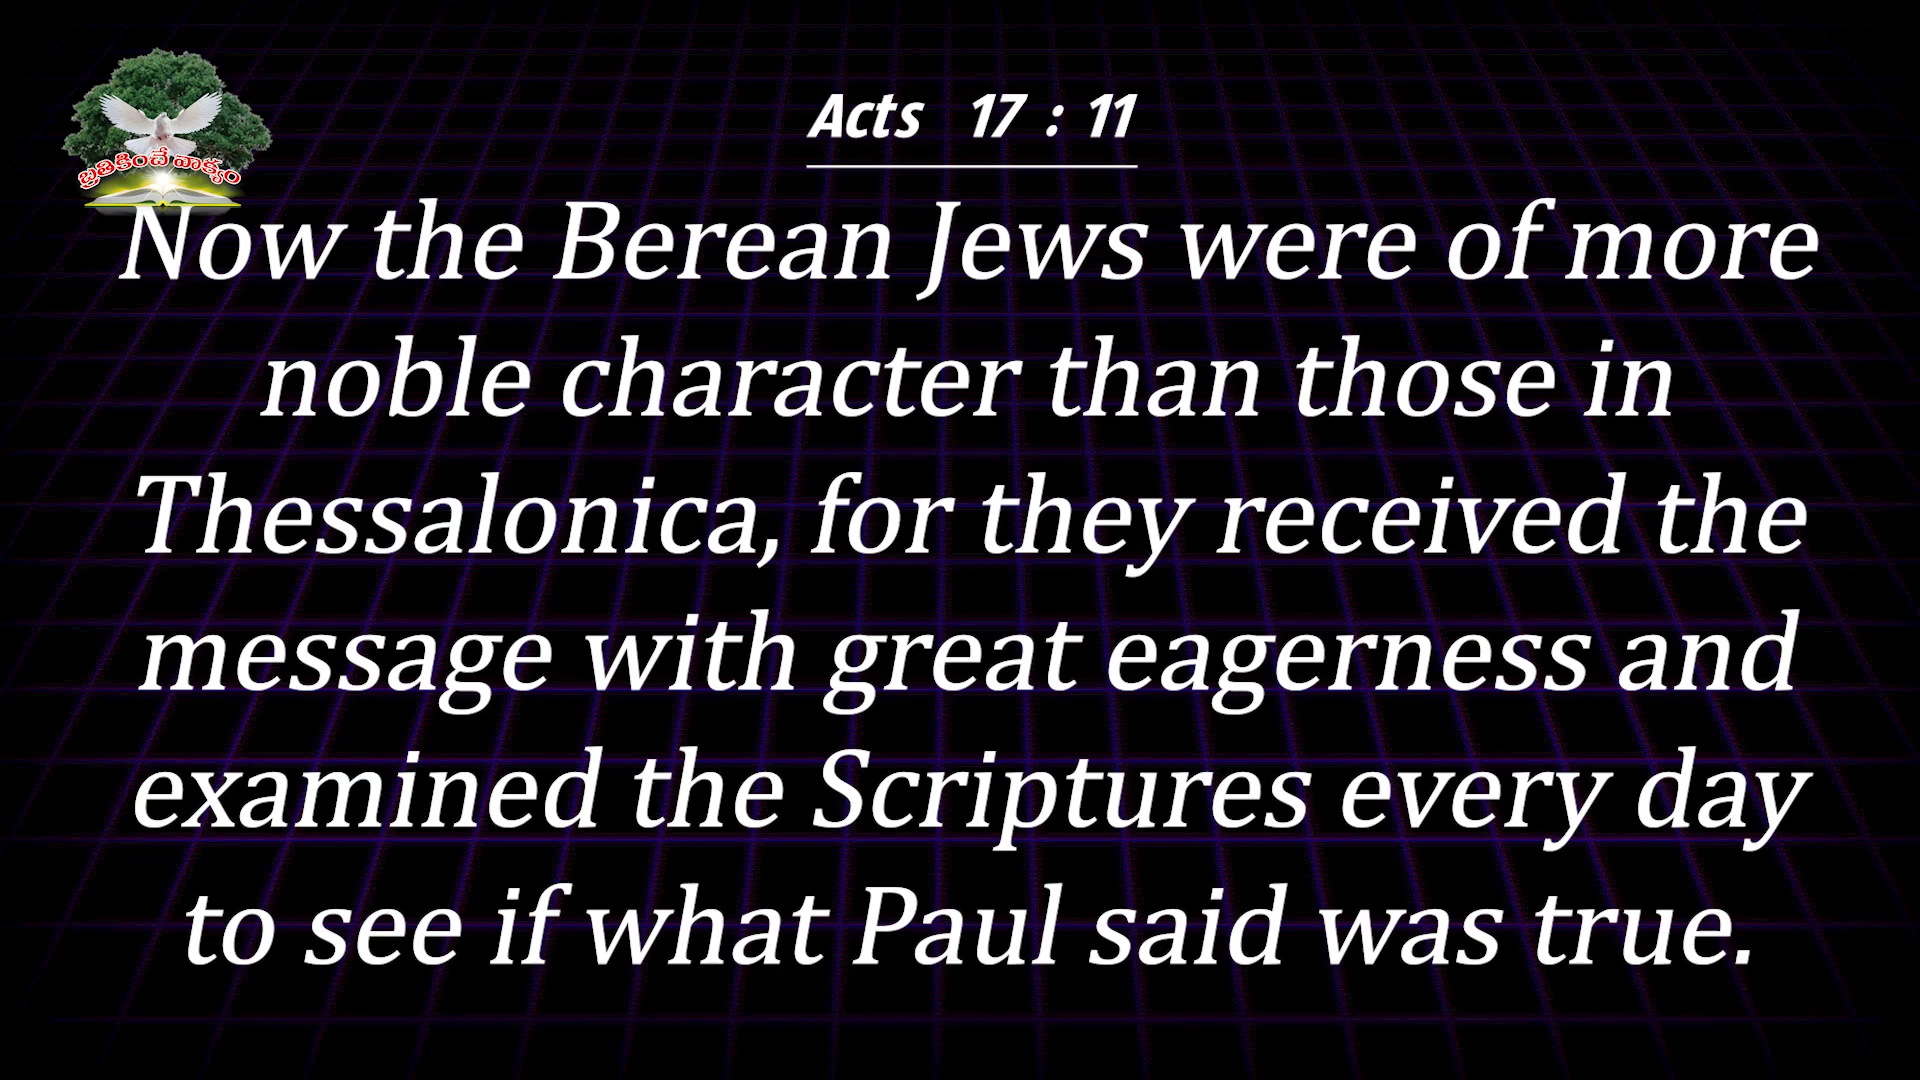 బ్రతికించే వాక్యం
Acts 17 : 11
Now the Berean Jews were of more
noble character than those in
Thessalonica, for they received the
message with great eagerness and
examined the Scriptures every day
to see if what Paul said was true.